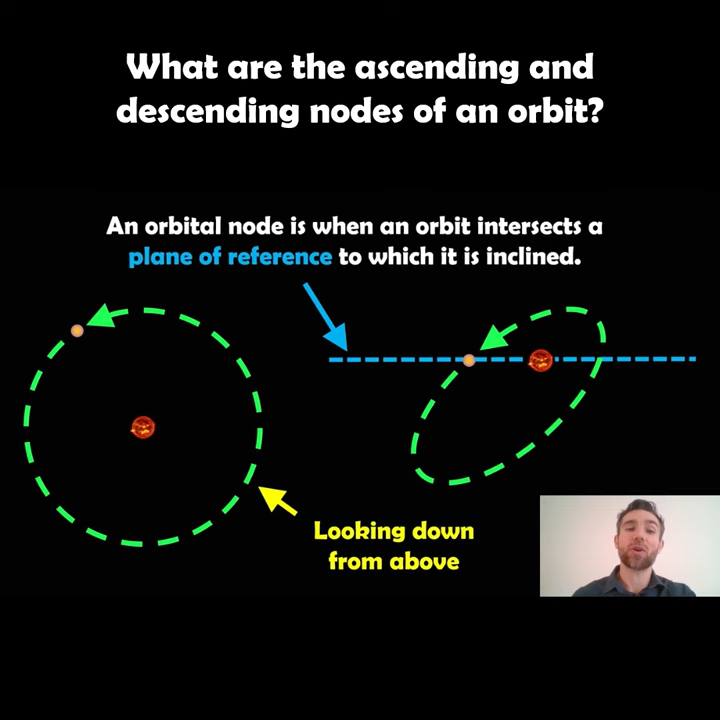 What are the ascending and
descending nodes of an orbit?
An orbital node is when an orbit intersects a
plane of reference to which it is inclined.
Looking down
from above